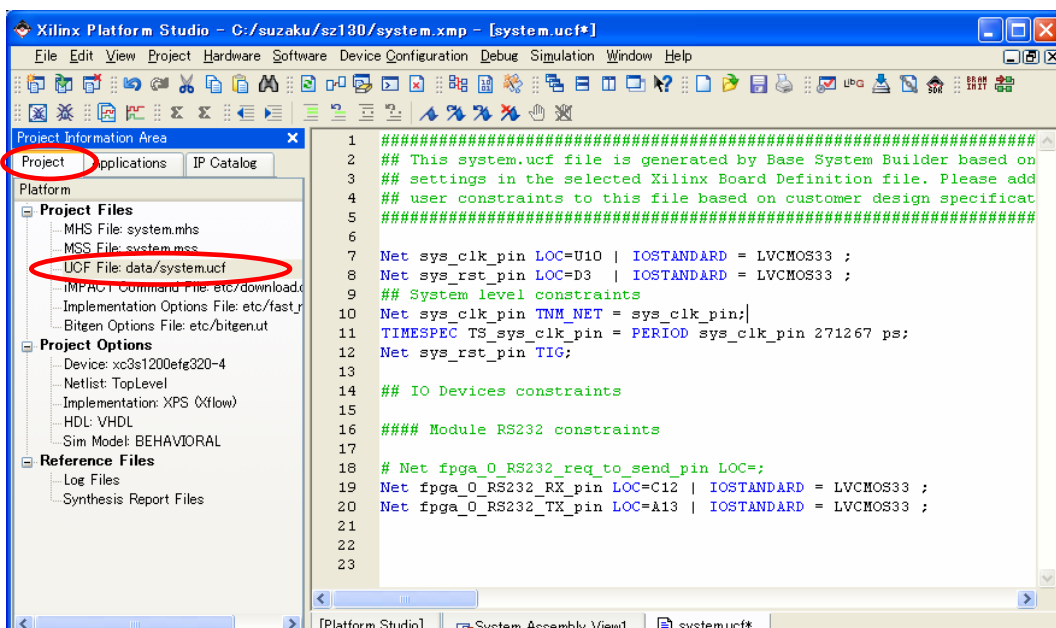 Xilinx Platform Studio - C:/suzaku/sz130/system.xmp - [system.ucf*]
File Edit View Project Hardware Software Device Configuration Debug Simulation Window Help
Project Information Area
Project Applications IP Catalog
Platform
Project Files
MHS File: system.mhs
MSS File: system.mss
UCF File: data/system.ucf
iMPACT Command File: etc/download.c
Implementation Options File: etc/fast_r
Bitgen Options File: etc/bitgen.ut
Project Options
Device: xc3s1200efg320-4
Netlist: TopLevel
Implementation: XPS (Xflow)
HDL: VHDL
Sim Model: BEHAVIORAL
Reference Files
Log Files
Synthesis Report Files
1 ##################################################################
2 ## This system.ucf file is generated by Base System Builder based on
3 ## settings in the selected Xilinx Board Definition file. Please add
4 ## user constraints to this file based on customer design specificat
5 ##################################################################
6
7 Net sys_clk_pin LOC=U10 | IOSTANDARD = LVCMOS33 ;
8 Net sys_rst_pin LOC=D3 | IOSTANDARD = LVCMOS33 ;
9 ## System level constraints
10 Net sys_clk_pin TNM_NET = sys_clk_pin;
11 TIMESPEC TS_sys_clk_pin = PERIOD sys_clk_pin 271267 ps;
12 Net sys_rst_pin TIG;
13
14 ## IO Devices constraints
15
16 #### Module RS232 constraints
17
18 # Net fpga_0_RS232_req_to_send_pin LOC=;
19 Net fpga_0_RS232_RX_pin LOC=C12 | IOSTANDARD = LVCMOS33 ;
20 Net fpga_0_RS232_TX_pin LOC=A13 | IOSTANDARD = LVCMOS33 ;
21
22
23
[Platform Studio] System Assembly View1 system.ucf*